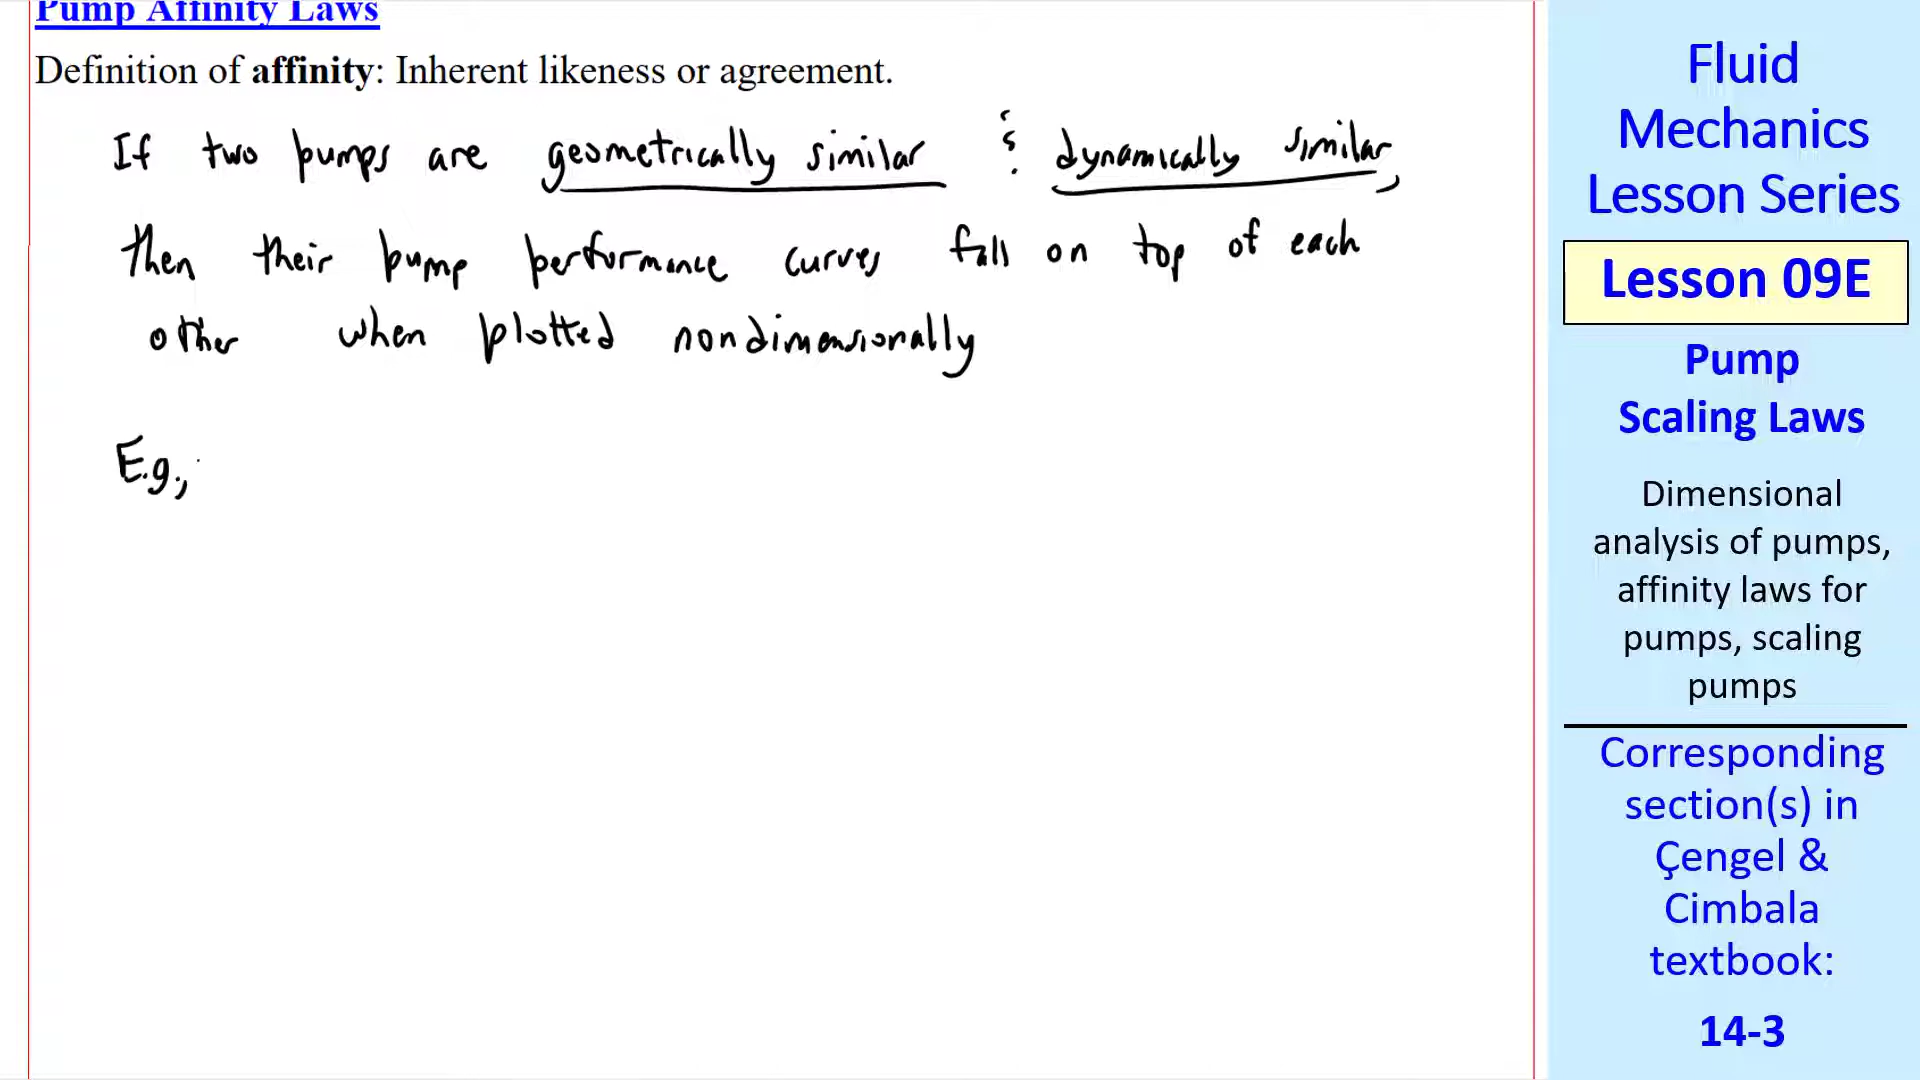 Pump Affinity Laws
Definition of affinity: Inherent likeness or agreement.
If two pumps are geometrically similar & dynamically similar,
then their pump performance curves fall on top of each
other when plotted nondimensionally
E.g.,
Fluid
Mechanics
Lesson Series
Lesson 09E
Pump
Scaling Laws
Dimensional
analysis of pumps,
affinity laws for
pumps, scaling
pumps
Corresponding
section(s) in
Çengel &
Cimbala
textbook:
14-3